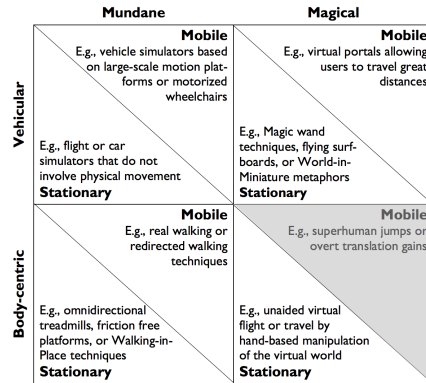 Mundane
Magical
Vehicular
Mobile
E.g., vehicle simulators based
on large-scale motion plat-
forms or motorized
wheelchairs
E.g., flight or car
simulators that do not
involve physical movement
Stationary
Mobile
E.g., virtual portals allowing
users to travel great
distances
E.g., Magic wand
techniques, flying surf-
boards, or World-in-
Miniature metaphors
Stationary
Body-centric
Mobile
E.g., real walking or
redirected walking
techniques
E.g., omnidirectional
treadmills, friction free
platforms, or Walking-in-
Place techniques
Stationary
Mobile
E.g., superhuman jumps or
overt translation gains
E.g., unaided virtual
flight or travel by
hand-based manipulation
of the virtual world
Stationary